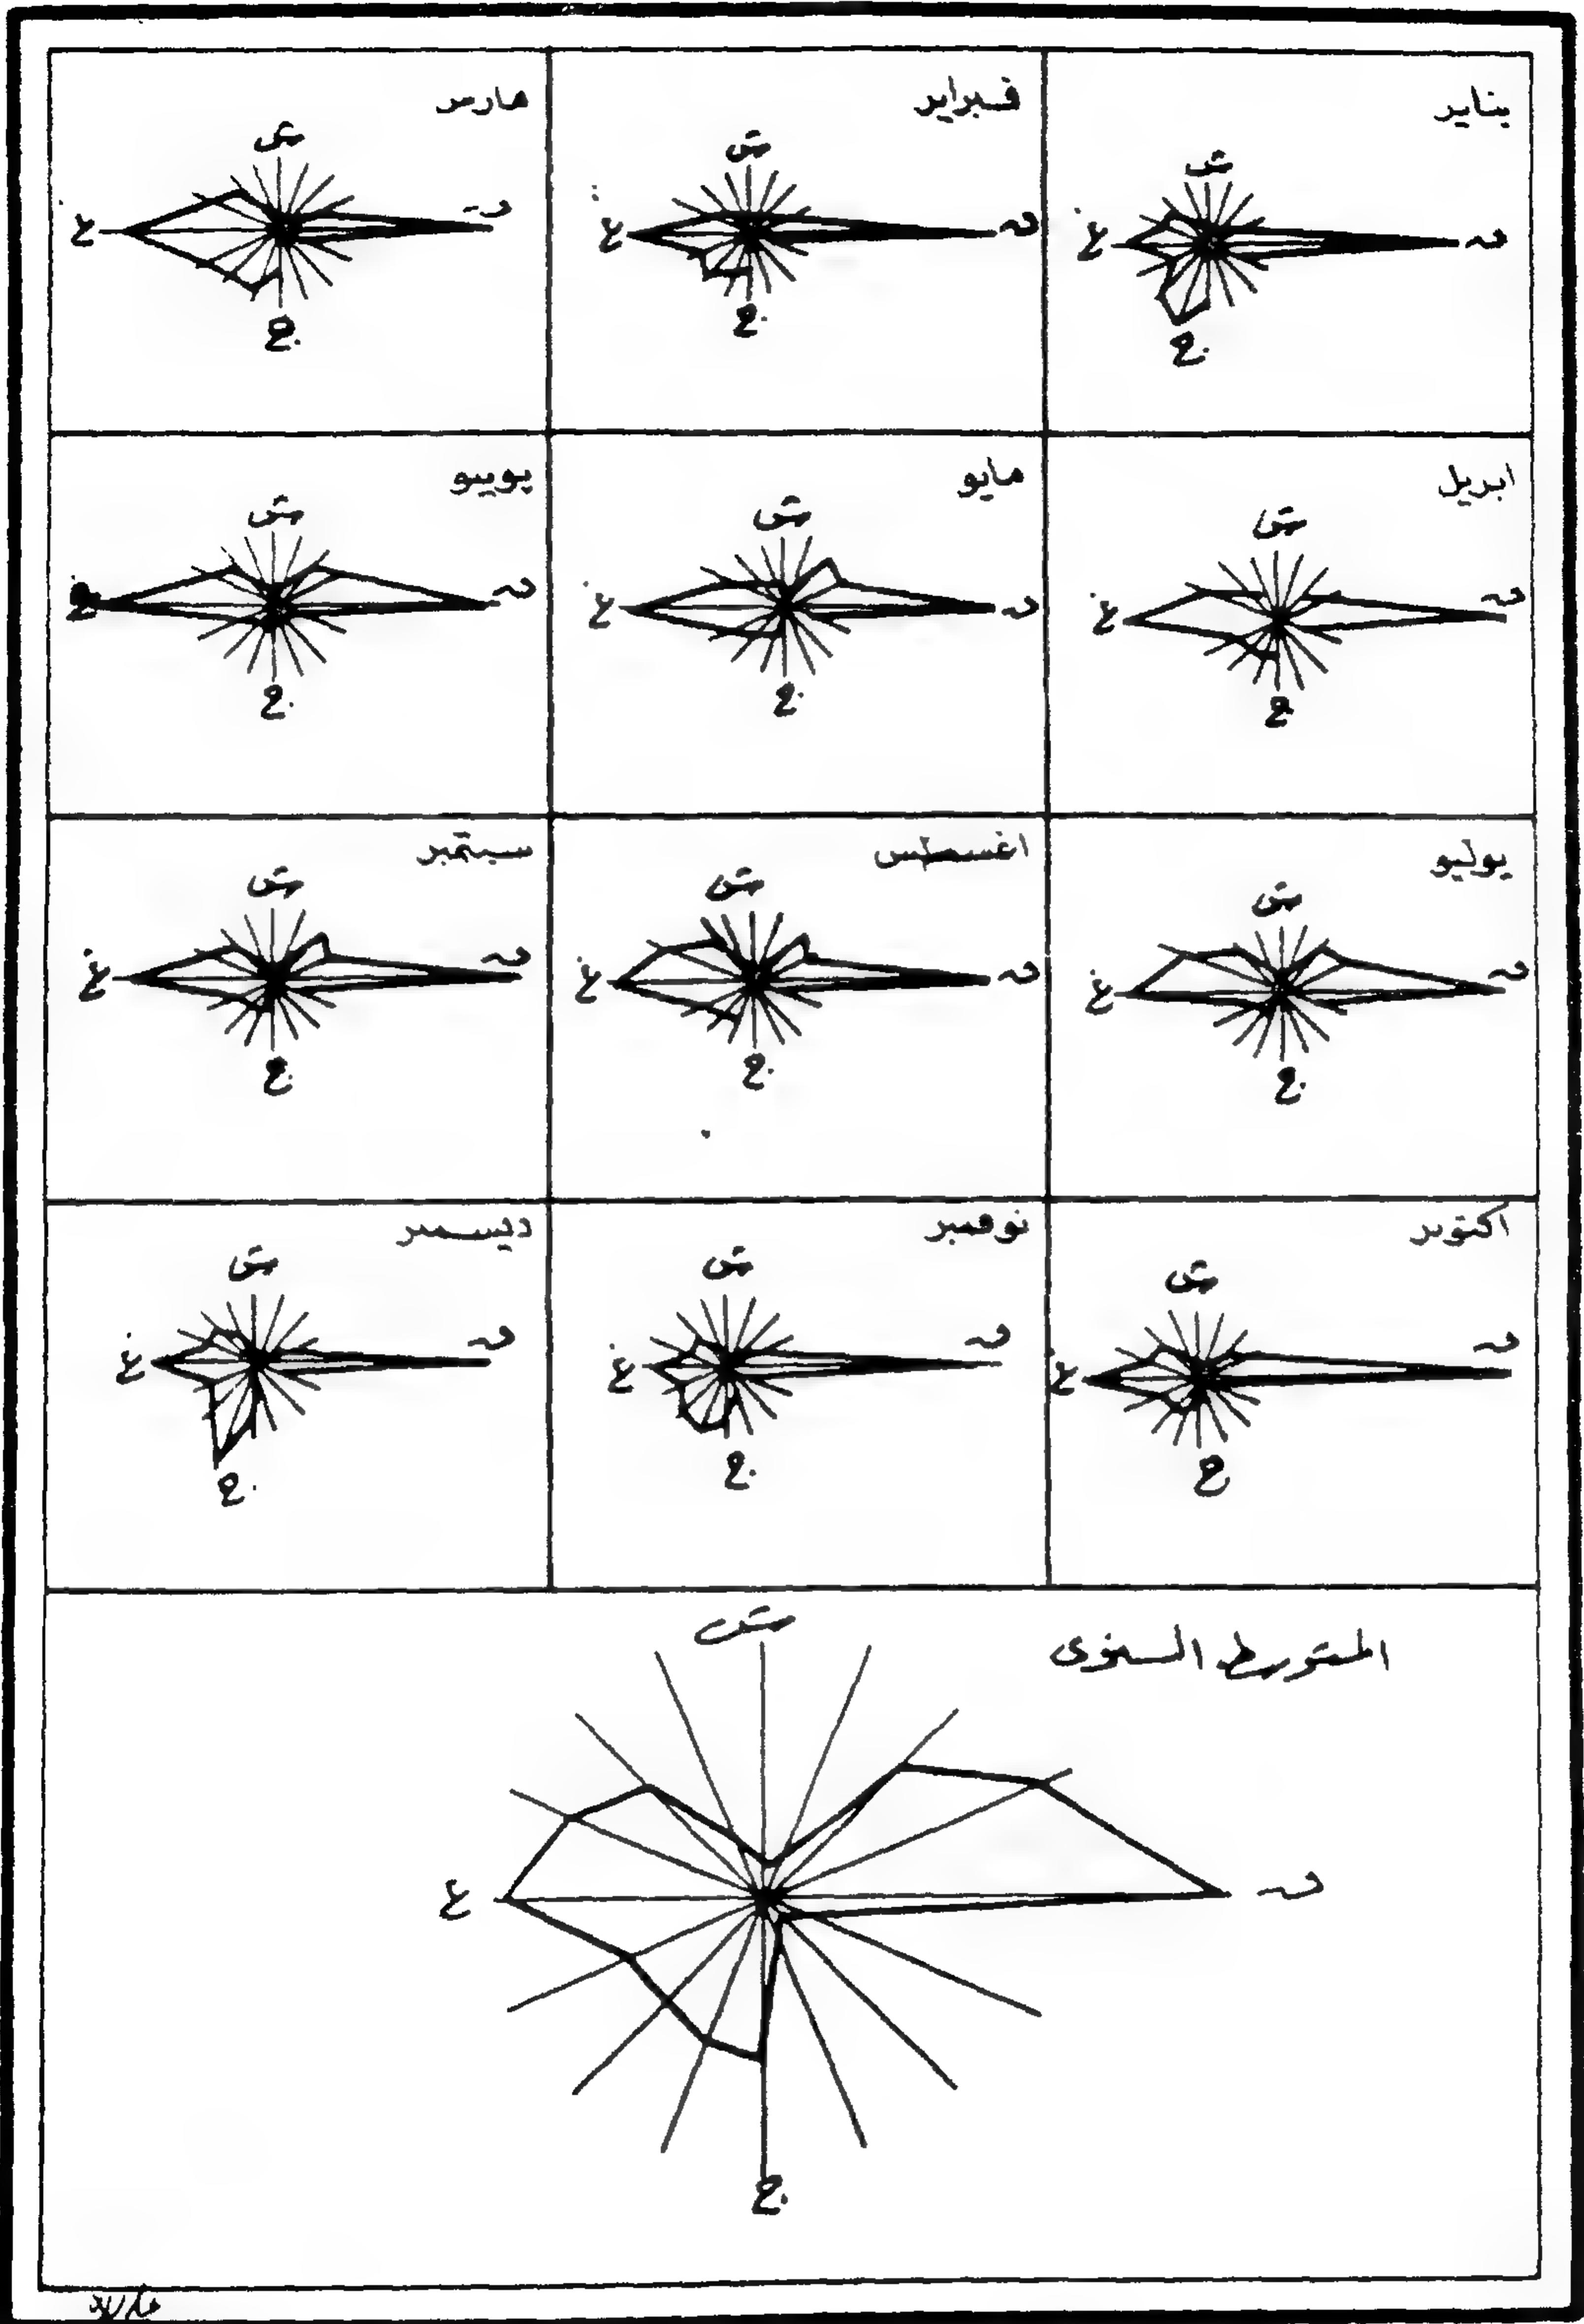 يناير
ش
ق
غ
ج
فبراير
ش
ق
غ
ج
مارس
ش
ق
غ
ج
ابريل
ش
ق
غ
ج
مايو
ش
ق
غ
ج
يونيو
ش
ق
غ
ج
يوليو
ش
ق
غ
ج
اغسطس
ش
ق
غ
ج
سبتمبر
ش
ق
غ
ج
اكتوبر
ش
ق
غ
ج
نوفمبر
ش
ق
غ
ج
ديسمبر
ش
ق
غ
ج
المتوسط السنوى
ش
ق
غ
ج